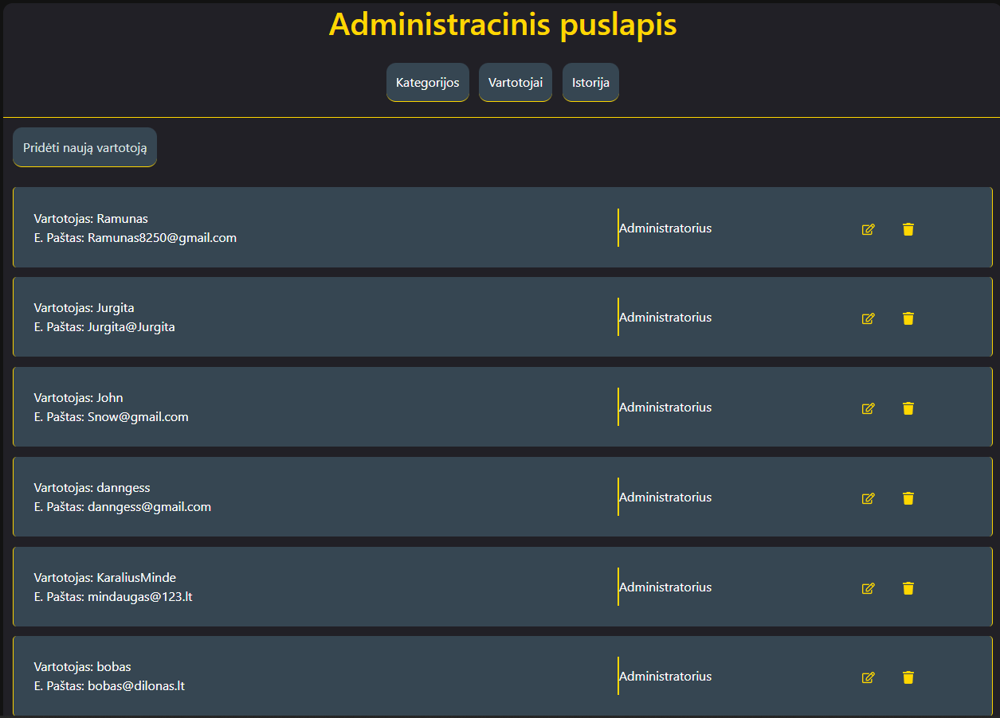 Administracinis puslapis
Kategorijos
Vartotojai
Istorija
Pridėti naują vartotoją
Vartotojas: Ramunas
E. Paštas: Ramunas8250@gmail.com
Administratorius
Vartotojas: Jurgita
E. Paštas: Jurgita@Jurgita
Administratorius
Vartotojas: John
E. Paštas: Snow@gmail.com
Administratorius
Vartotojas: danngess
E. Paštas: danngess@gmail.com
Administratorius
Vartotojas: KaraliusMinde
E. Paštas: mindaugas@123.lt
Administratorius
Vartotojas: bobas
E. Paštas: bobas@dilonas.lt
Administratorius